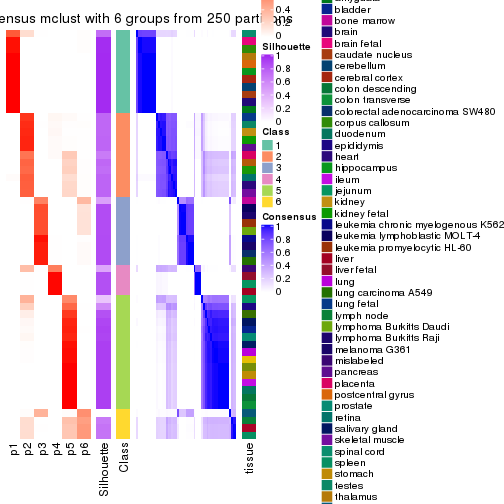 ensus mclust with 6 groups from 250 partitions
0.4
0.2
0
Silhouette
1
0.8
0.6
0.4
0.2
0
Class
1
2
3
4
5
6
Consensus
1
0.8
0.6
0.4
0.2
0
p1
p2
p3
p4
p5
p6
Silhouette
Class
tissue
bladder
bone marrow
brain
brain fetal
caudate nucleus
cerebellum
cerebral cortex
colon descending
colon transverse
colorectal adenocarcinoma SW480
corpus callosum
duodenum
epididymis
heart
hippocampus
ileum
jejunum
kidney
kidney fetal
leukemia chronic myelogenous K562
leukemia lymphoblastic MOLT-4
leukemia promyelocytic HL-60
liver
liver fetal
lung
lung carcinoma A549
lung fetal
lymph node
lymphoma Burkitts Daudi
lymphoma Burkitts Raji
melanoma G361
mislabeled
pancreas
placenta
postcentral gyrus
prostate
retina
salivary gland
skeletal muscle
spinal cord
spleen
stomach
testes
thalamus